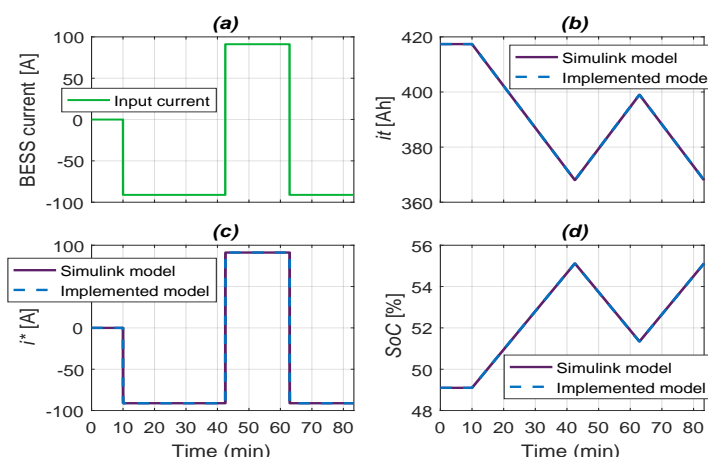 (a)
BESS current [A]
100
50
0
-50
-100
Input current
(b)
it [Ah]
420
400
380
360
0 10 20 30 40 50 60 70 80
Simulink model
Implemented mode
(c)
i* [A]
100
50
0
-50
-100
Simulink model
Implemented model
0 10 20 30 40 50 60 70 80
Time (min)
(d)
SoC [%]
56
54
52
50
48
Simulink model
Implemented model
0 10 20 30 40 50 60 70 80
Time (min)